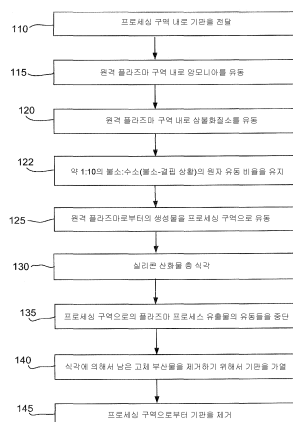 110
프로세싱 구역 내로 기판을 전달
115
원격 플라즈마 구역 내로 암모니아를 유동
120
원격 플라즈마 구역 내로 삼불화질소를 유동
122
약 1:10의 불소:수소(불소-결핍 상황)의 원자 유동 비율을 유지
125
원격 플라즈마로부터의 생성물을 프로세싱 구역으로 유동
130
실리콘 산화물 층 식각
135
프로세싱 구역으로의 플라즈마 프로세스 유출물의 유동들을 중단
140
식각에 의해서 남은 고체 부산물을 제거하기 위해서 기판을 가열
145
프로세싱 구역으로부터 기판을 제거